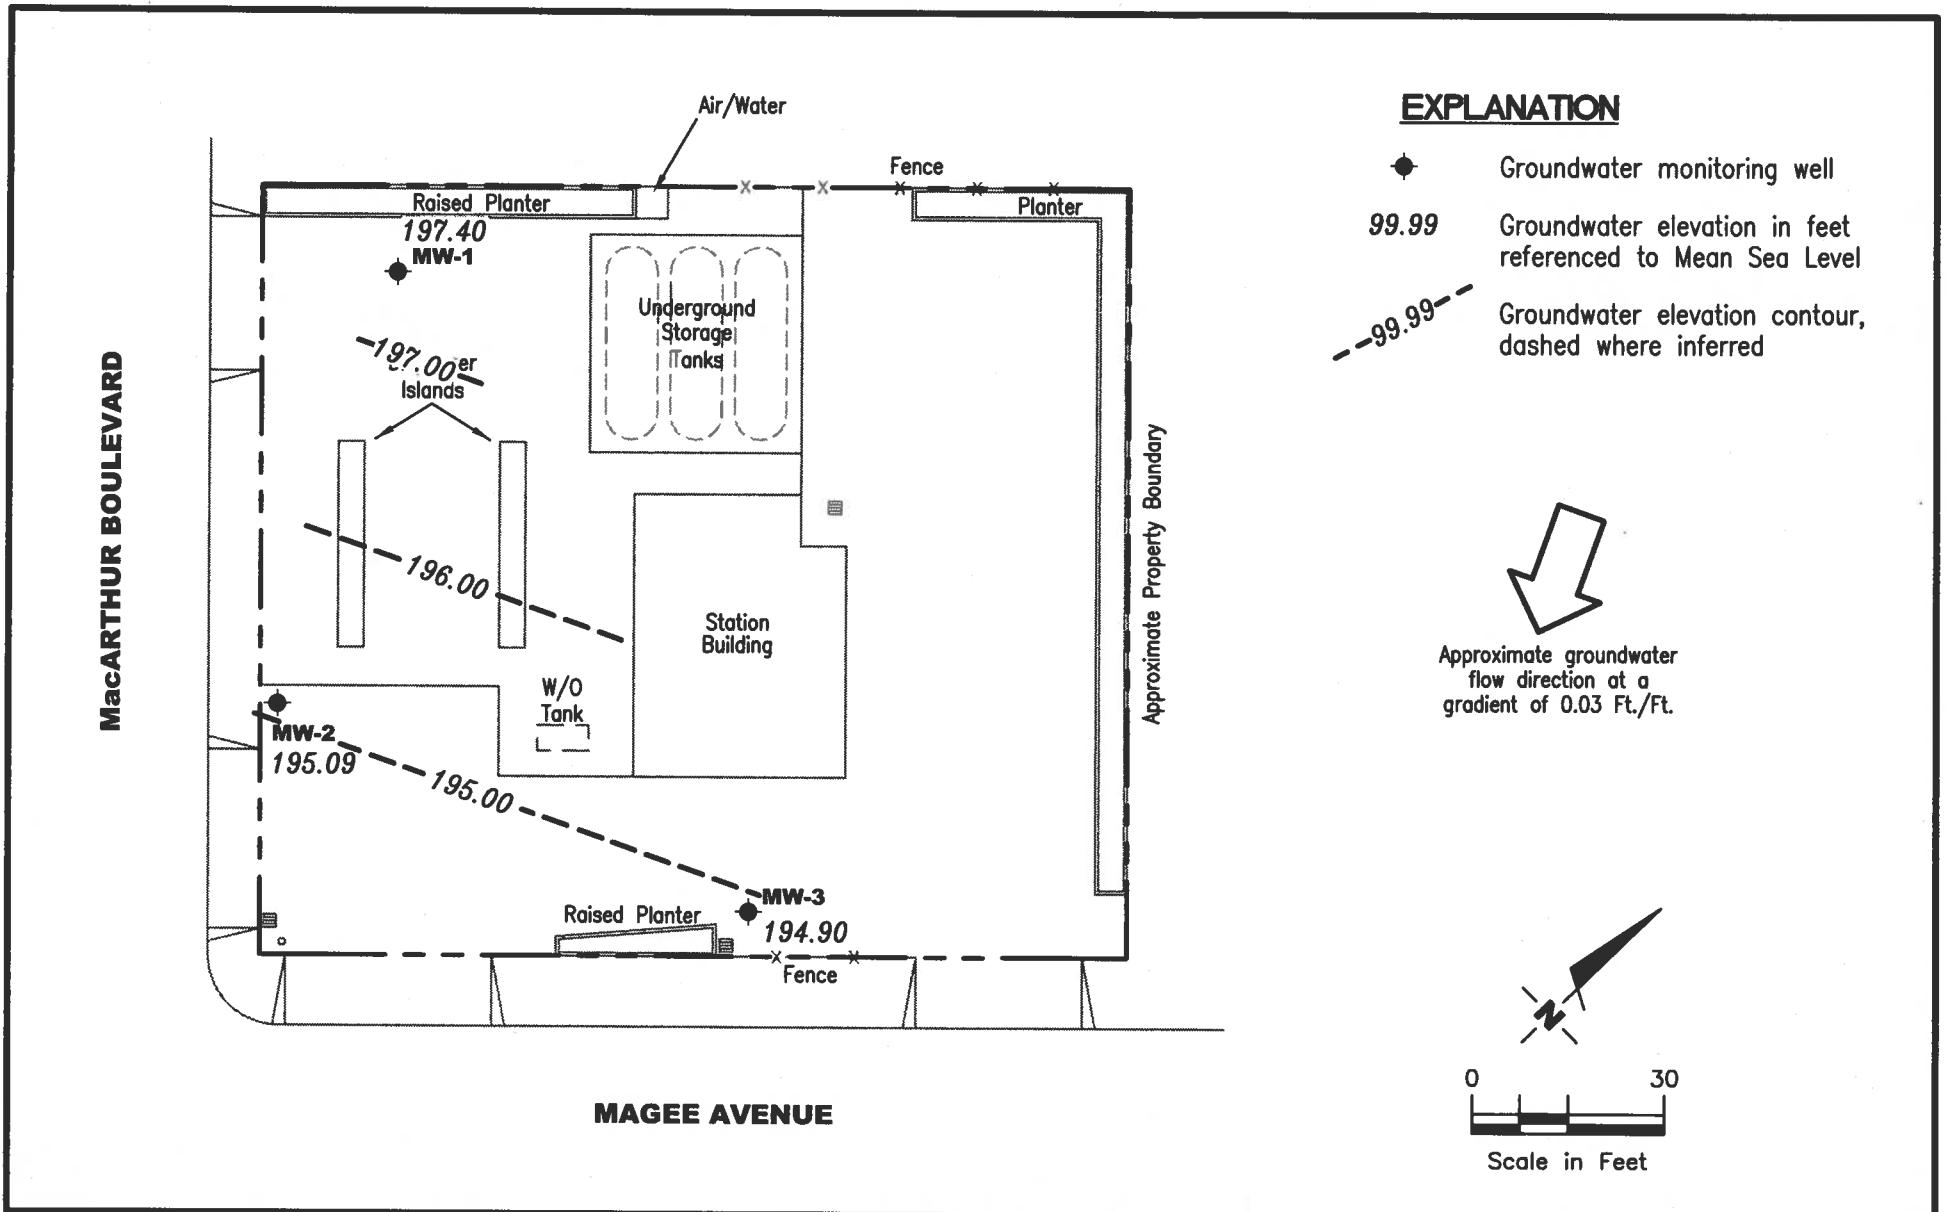 Air/Water
Fence
Raised Planter
Planter
197.40
MW-1
Underground
Storage
Tanks
197.00
er
Islands
MacARTHUR BOULEVARD
Approximate Property Boundary
196.00
Station
Building
W/O
Tank
MW-2
195.09
195.00
MW-3
194.90
Raised Planter
Fence
MAGEE AVENUE
EXPLANATION
Groundwater monitoring well
99.99
Groundwater elevation in feet
referenced to Mean Sea Level
99.99
Groundwater elevation contour,
dashed where inferred
Approximate groundwater
flow direction at a
gradient of 0.03 Ft./Ft.
N
0 30
Scale in Feet